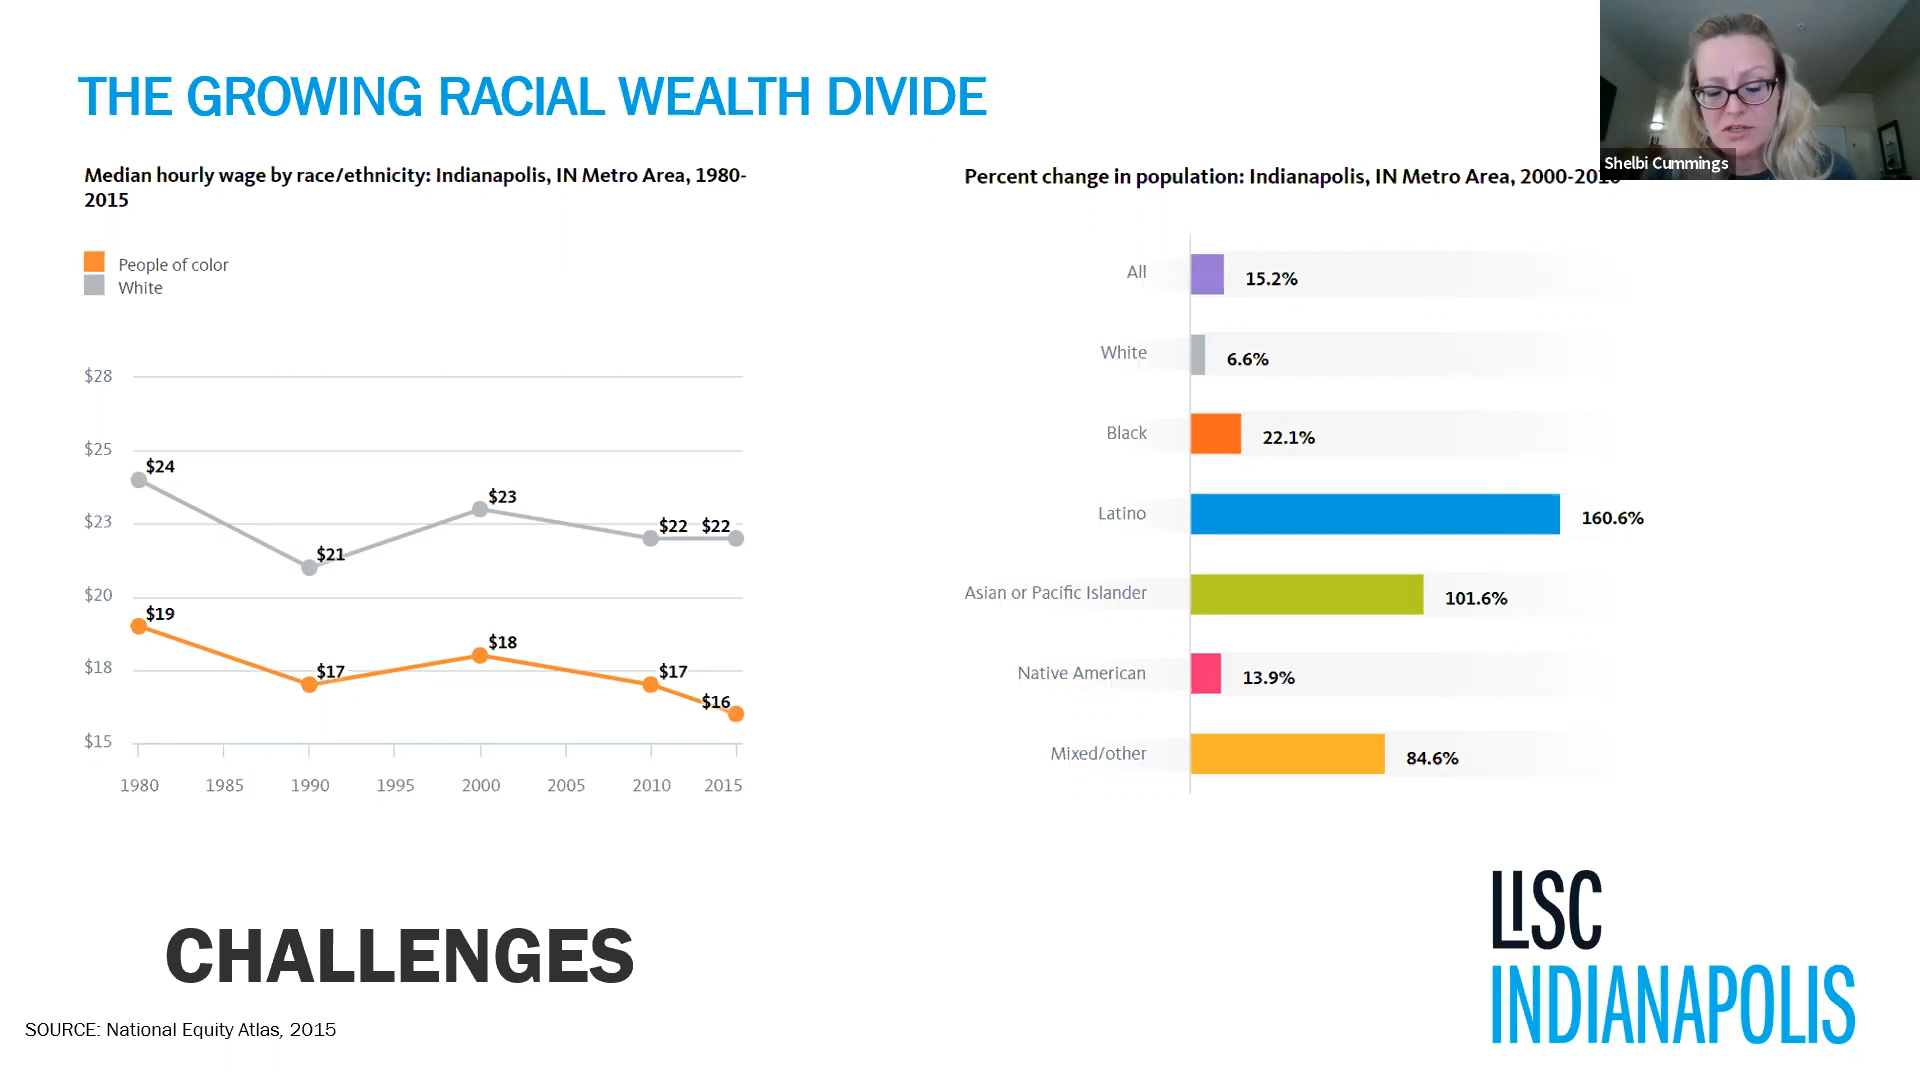 THE GROWING RACIAL WEALTH DIVIDE
Shelbi Cummings
Median hourly wage by race/ethnicity: Indianapolis, IN Metro Area, 1980-
2015
People of color
White
$28
$25
$23
$20
$18
$15
$24
$21
$23
$22
$22
$19
$17
$18
$17
$16
1980
1985
1990
1995
2000
2005
2010
2015
Percent change in population: Indianapolis, IN Metro Area, 2000-2010
All
15.2%
White
6.6%
Black
22.1%
Latino
160.6%
Asian or Pacific Islander
101.6%
Native American
13.9%
Mixed/other
84.6%
CHALLENGES
SOURCE: National Equity Atlas, 2015
LISC
INDIANAPOLIS